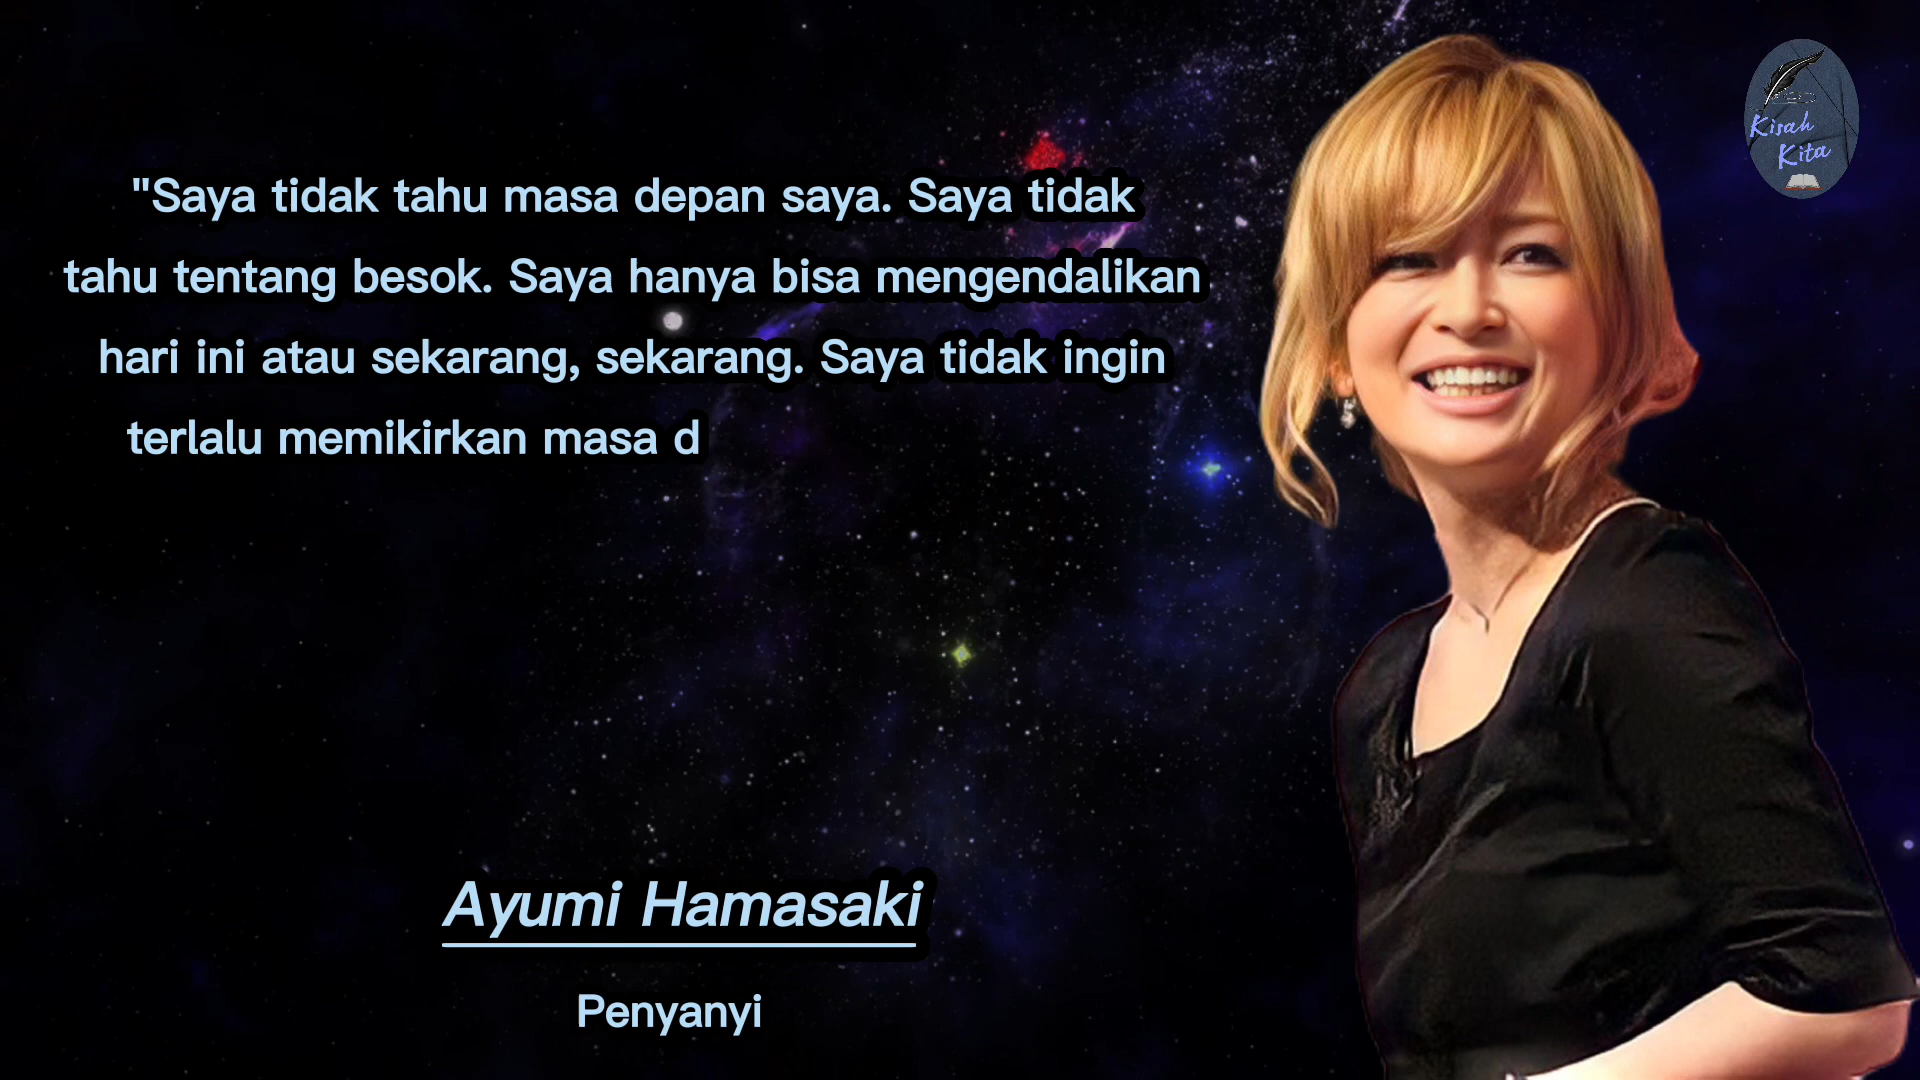 Kisah
Kita
"Saya tidak tahu masa depan saya. Saya tidak
tahu tentang besok. Saya hanya bisa mengendalikan
hari ini atau sekarang, sekarang. Saya tidak ingin
terlalu memikirkan masa d
Ayumi Hamasaki
Penyanyi